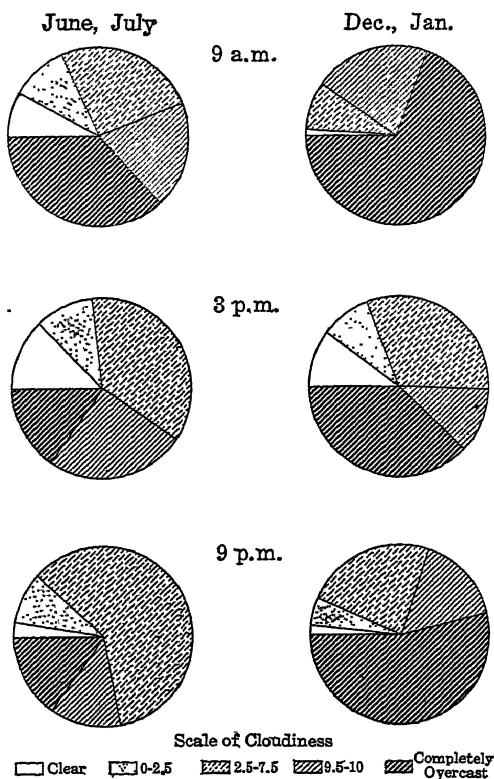 June, July
Dec., Jan.
9 a.m.
3 p.m.
9 p.m.
Scale of Cloudiness
Clear 0-2.5 2.5-7.5 9.5-10 Completely Overcast